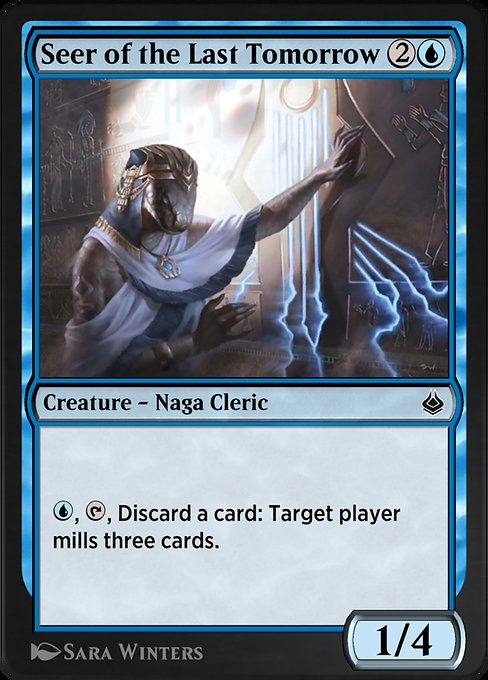 Seer of the Last Tomorrow 2
Creature – Naga Cleric
, , Discard a card: Target player
mills three cards.
1/4
Sara Winters